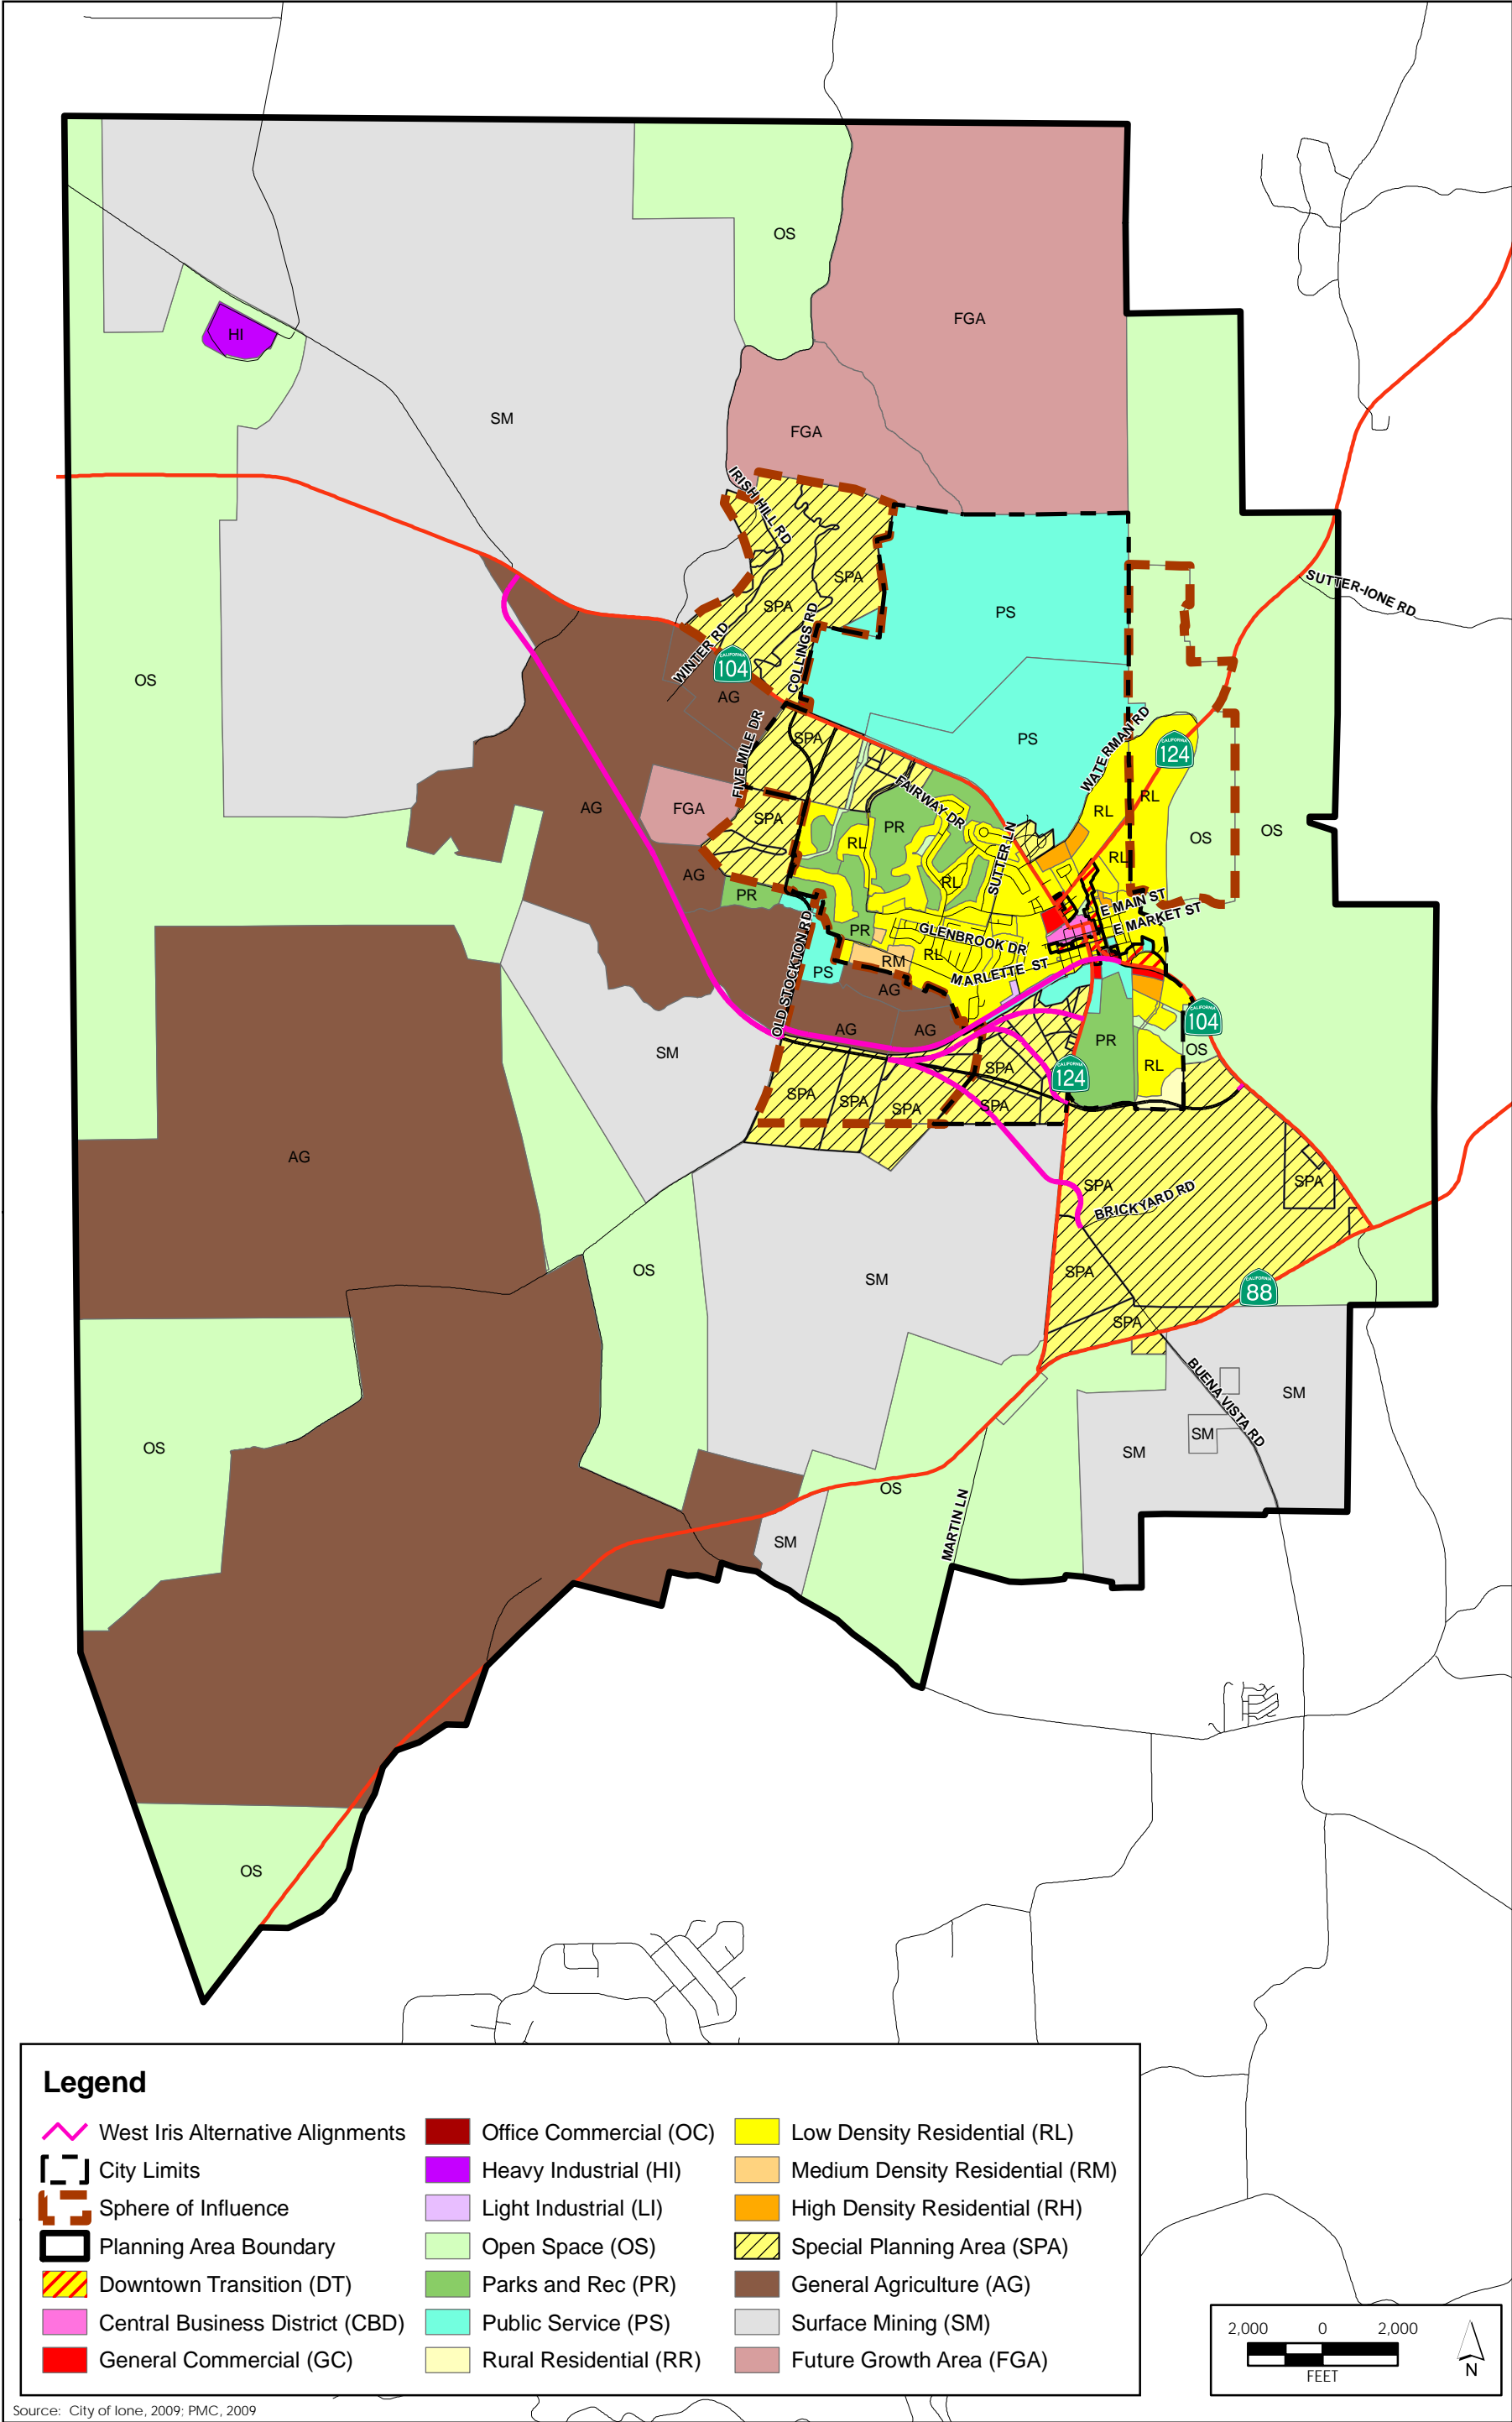 OS
FGA
HI
SM
FGA
IRISH HILL RD
SPA
SUTTER-IONE RD
SPA
COLLINGS RD
PS
WINTER RD
CALIFORNIA
104
OS
AG
WATERMAN RD
FIVE MILE DR
SPA
PS
CALIFORNIA
124
RL
RL
AG
FGA
SPA
FAIRWAY DR
PR
RL
SUTTER LN
OS
OS
RL
AG
PR
RL
E MAIN ST
E MARKET ST
PR
GLENBROOK DR
RM
RL
MARLETTE ST
OLD STOCKTON RD
PS
AG
CALIFORNIA
104
AG
AG
PR
OS
SM
SPA
CALIFORNIA
124
RL
SPA
SPA
SPA
SPA
AG
SPA
BRICKYARD RD
SPA
OS
SM
SPA
CALIFORNIA
88
SPA
BUENA VISTA RD
SM
OS
SM
SM
OS
MARTIN LN
SM
OS
Legend
West Iris Alternative Alignments
City Limits
Sphere of Influence
Planning Area Boundary
Downtown Transition (DT)
Central Business District (CBD)
General Commercial (GC)
Office Commercial (OC)
Heavy Industrial (HI)
Light Industrial (LI)
Open Space (OS)
Parks and Rec (PR)
Public Service (PS)
Rural Residential (RR)
Low Density Residential (RL)
Medium Density Residential (RM)
High Density Residential (RH)
Special Planning Area (SPA)
General Agriculture (AG)
Surface Mining (SM)
Future Growth Area (FGA)
2,000 0 2,000
FEET
N
Source: City of Ione, 2009; PMC, 2009